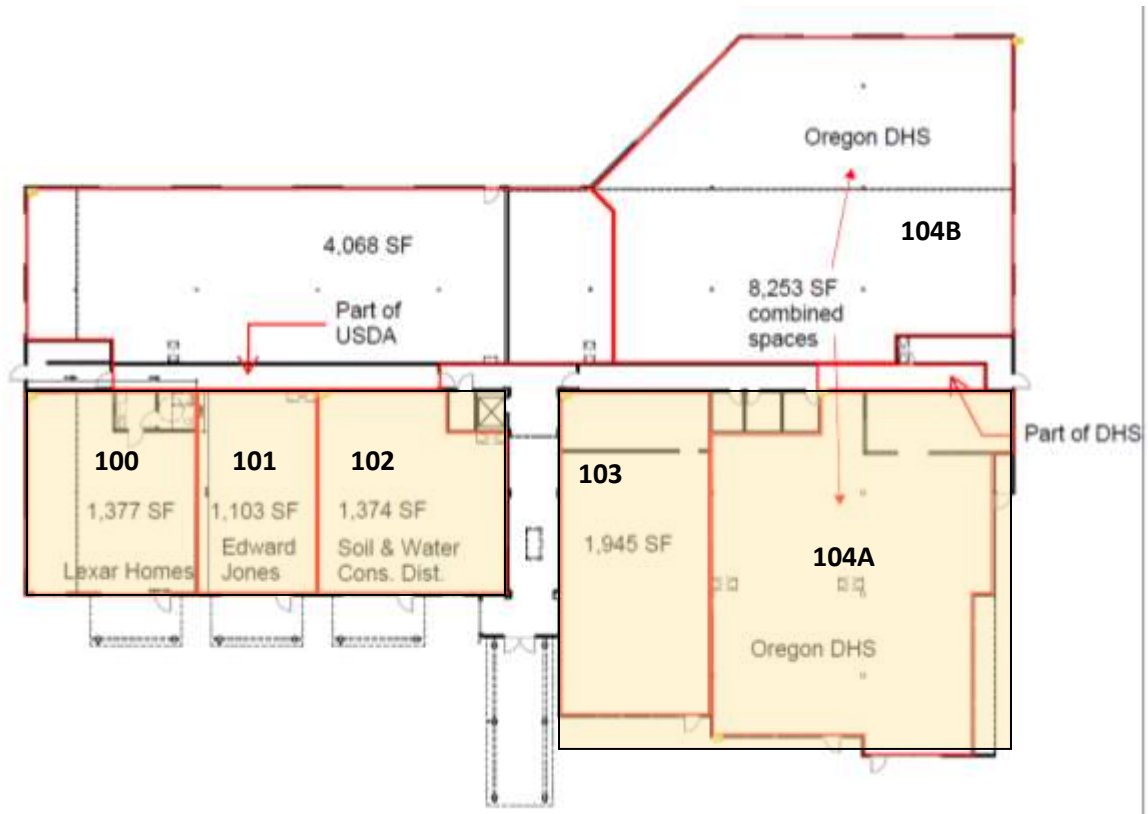 Oregon DHS
104B
4,068 SF
8,253 SF
combined
spaces
Part of
USDA
Part of DHS
100
1,377 SF
Lexar Homes
101
1,103 SF
Edward
Jones
102
1,374 SF
Soil & Water
Cons. Dist.
103
1,945 SF
104A
Oregon DHS